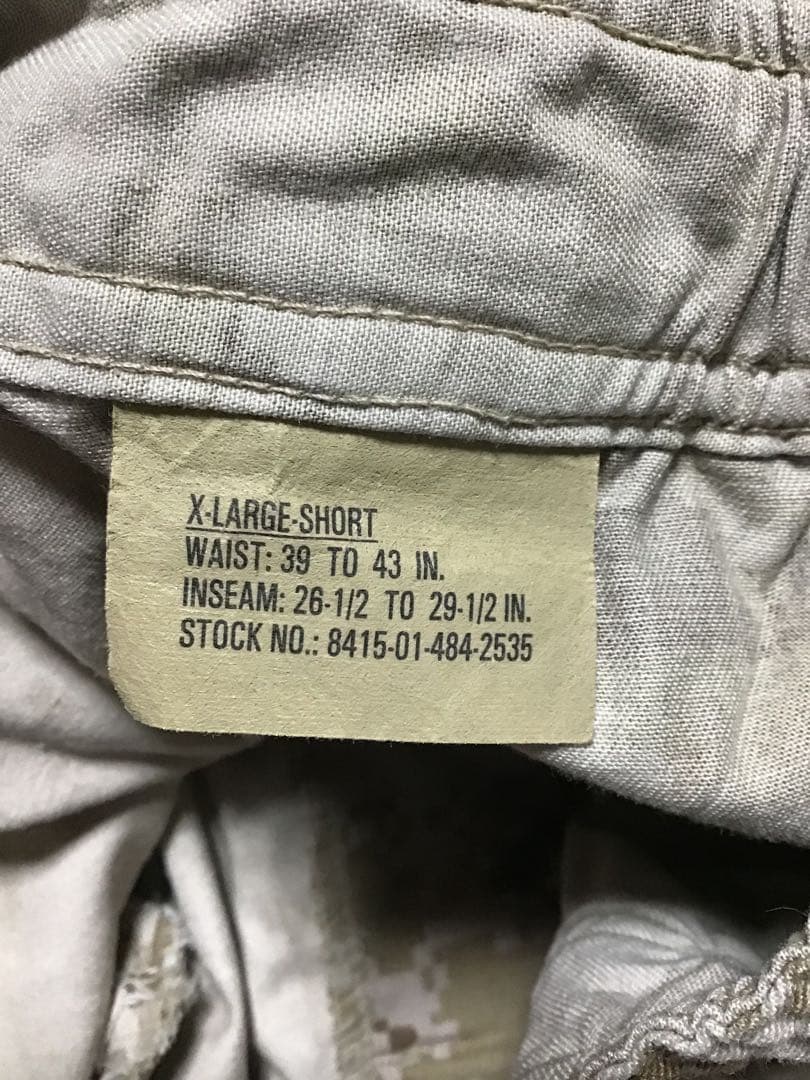 X-LARGE-SHORT
WAIST: 39 TO 43 IN.
INSEAM: 26-1/2 TO 29-1/2 IN.
STOCK NO.: 8415-01-484-2535